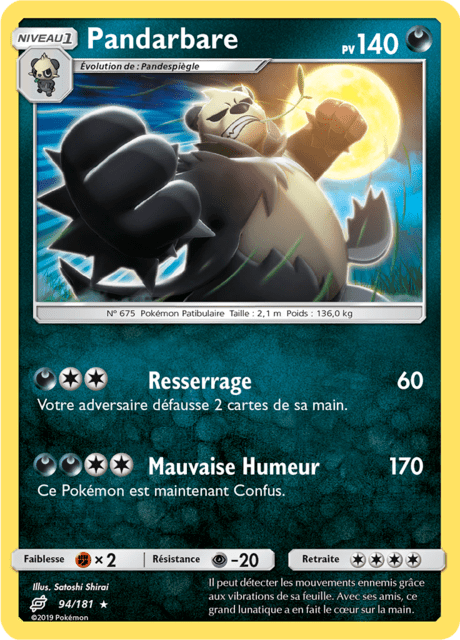 NIVEAU 1
Pandarbare
PV 140
Évolution de : Pandespiègle
N° 675 Pokémon Patibulaire Taille : 2,1 m Poids : 136,0 kg
Resserrage 60
Votre adversaire défausse 2 cartes de sa main.
Mauvaise Humeur 170
Ce Pokémon est maintenant Confus.
Faiblesse ×2 Résistance -20 Retraite
Illus. Satoshi Shirai
94/181 ★
©2019 Pokémon
Il peut détecter les mouvements ennemis grâce
aux vibrations de sa feuille. Avec ses amis, ce
grand lunatique a en fait le cœur sur la main.